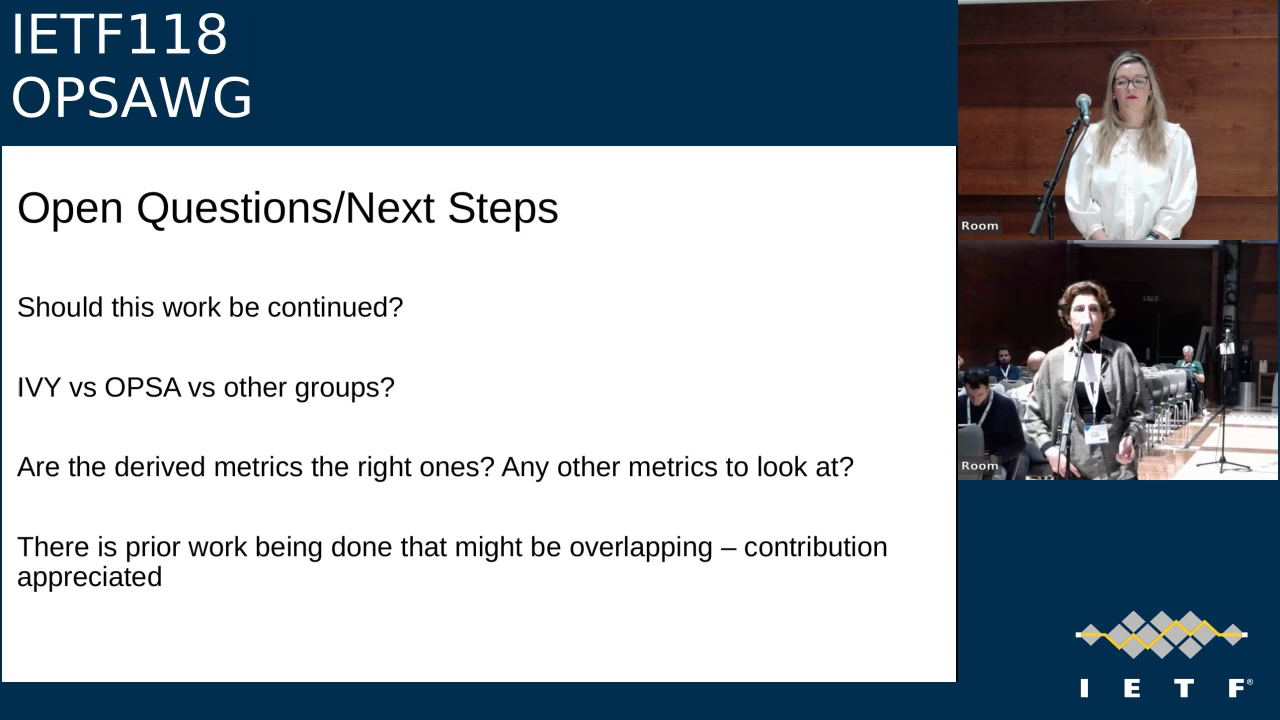 IETF118
OPSAWG
Open Questions/Next Steps
Should this work be continued?
IVY vs OPSA vs other groups?
Are the derived metrics the right ones? Any other metrics to look at?
There is prior work being done that might be overlapping – contribution
appreciated
Room
Room
I E T F®